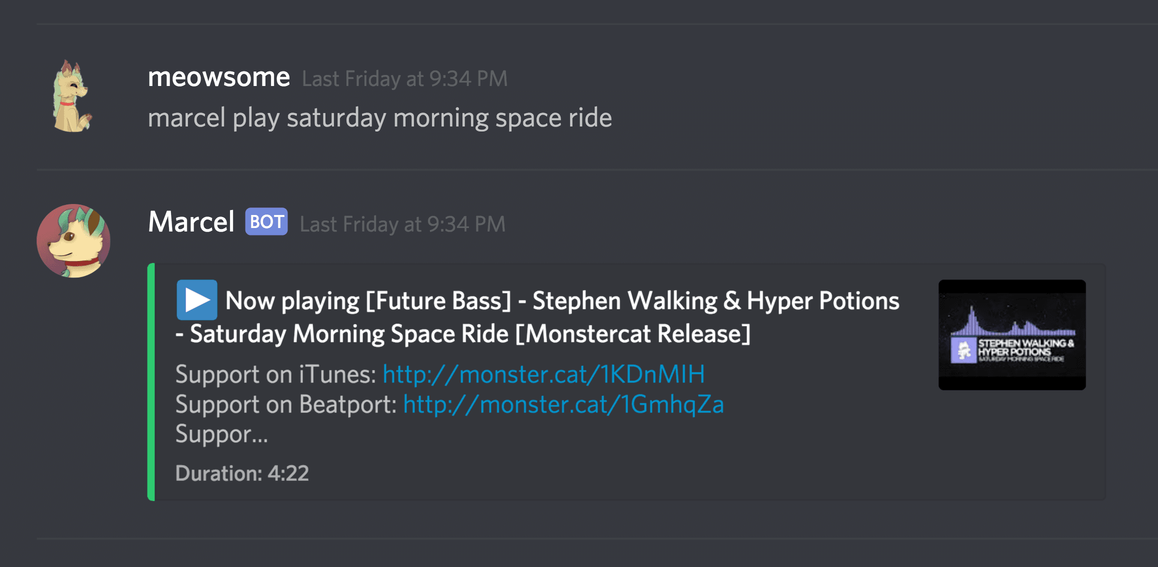 meowsome Last Friday at 9:34 PM
marcel play saturday morning space ride
Marcel BOT Last Friday at 9:34 PM
Now playing [Future Bass] - Stephen Walking & Hyper Potions
- Saturday Morning Space Ride [Monstercat Release]
Support on iTunes: http://monster.cat/1KDnMIH
Support on Beatport: http://monster.cat/1GmhqZa
Suppor...
Duration: 4:22
STEPHEN WALKING &
HYPER POTIONS
SATURDAY MORNING SPACE RIDE